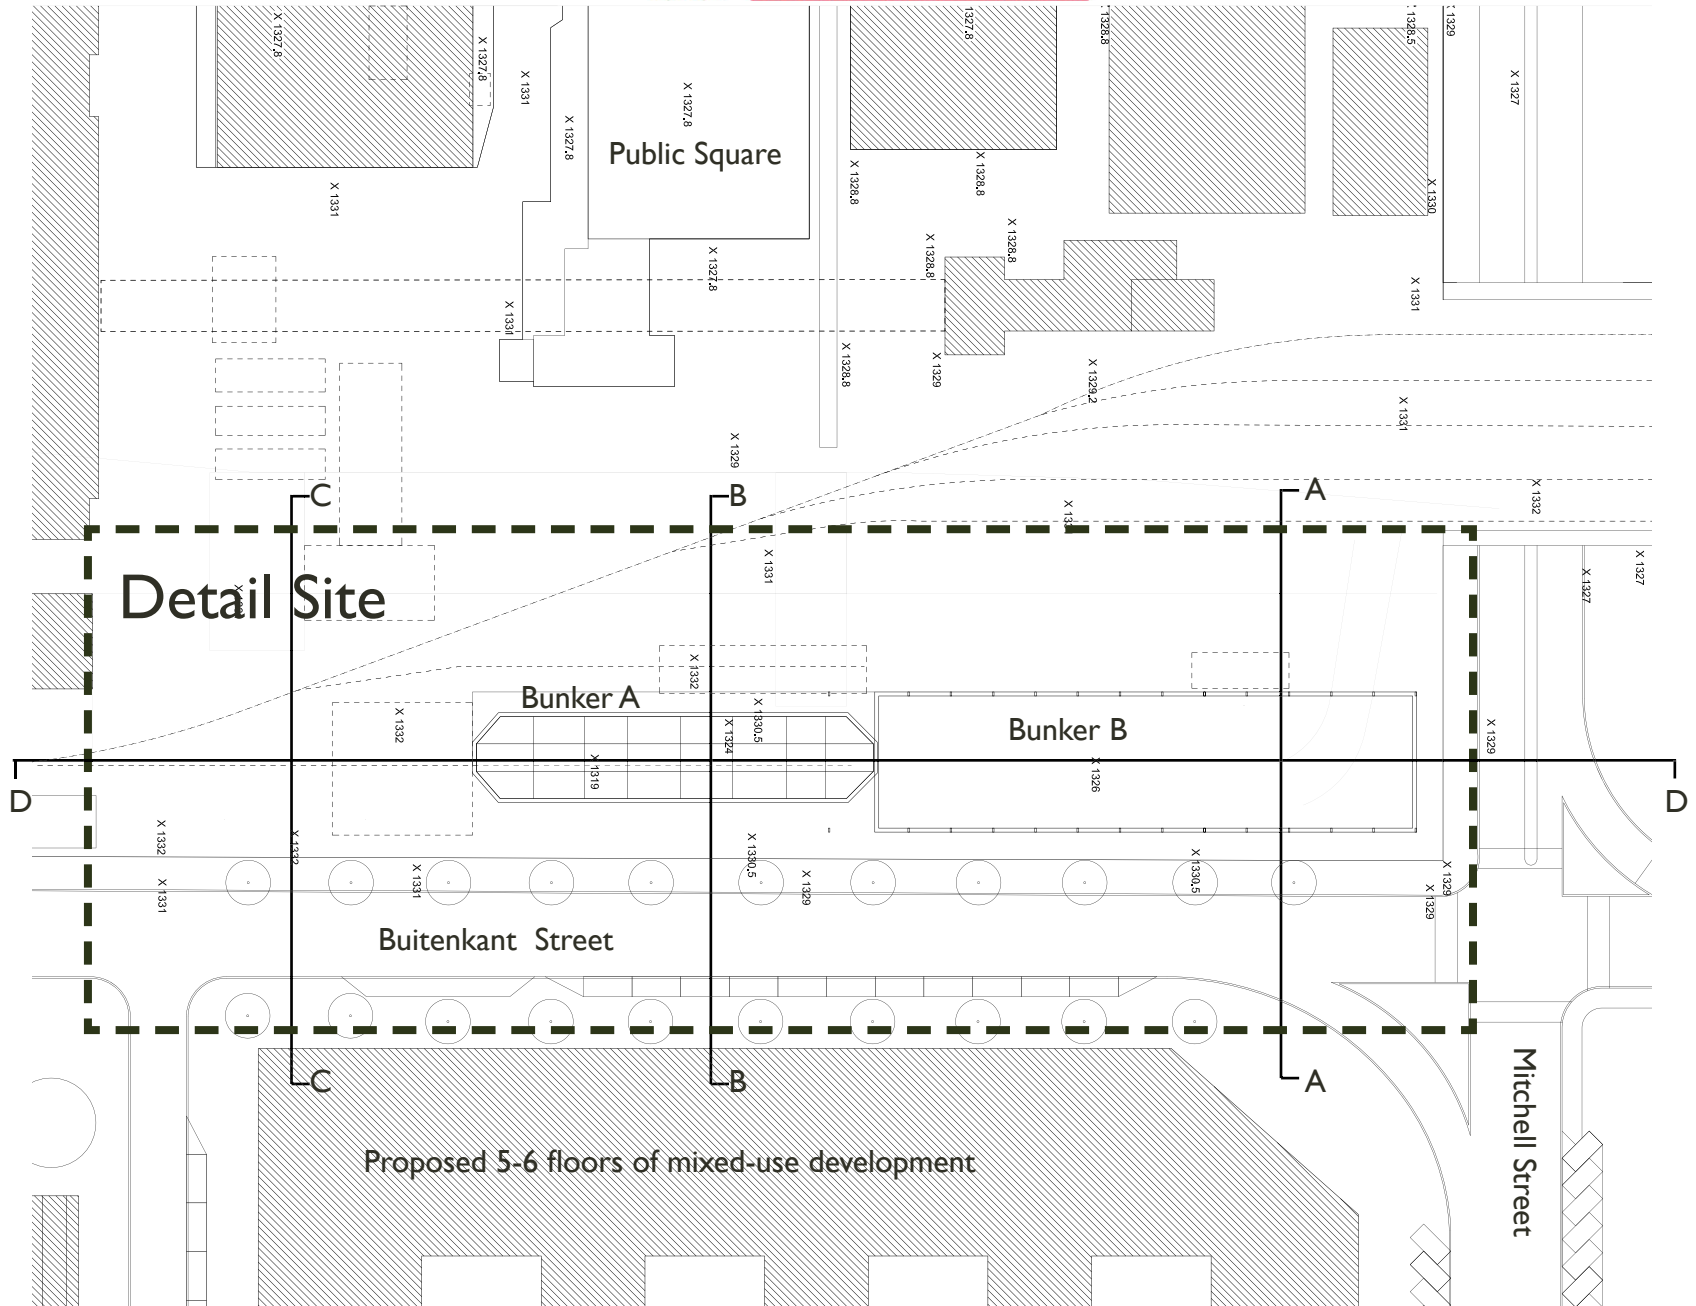 X 1327.8
X 1327.8
X 1331
X 1327.8
X 1327.8
X 1327.8
X 1328.8
X 1328.5
X 1329
X 1327
Public Square
X 1331
X 1328.8
X 1328.8
X 1330
X 1327.8
X 1328.8
X 1328.8
X 1331
X 1331
X 1328.8
X 1329
X 1329.2
X 1331
X 1329
C
B
A
X 1332
Detail Site
X 1331
X 1327
X 1327
X 1332
Bunker A
X 1332
X 1330.5
X 1324
Bunker B
X 1329
X 1319
X 1326
D
D
X 1332
X 1332
X 1330.5
X 1330.5
X 1331
X 1331
X 1329
X 1329
X 1329
Buitenkant Street
C
B
A
Mitchell Street
Proposed 5-6 floors of mixed-use development